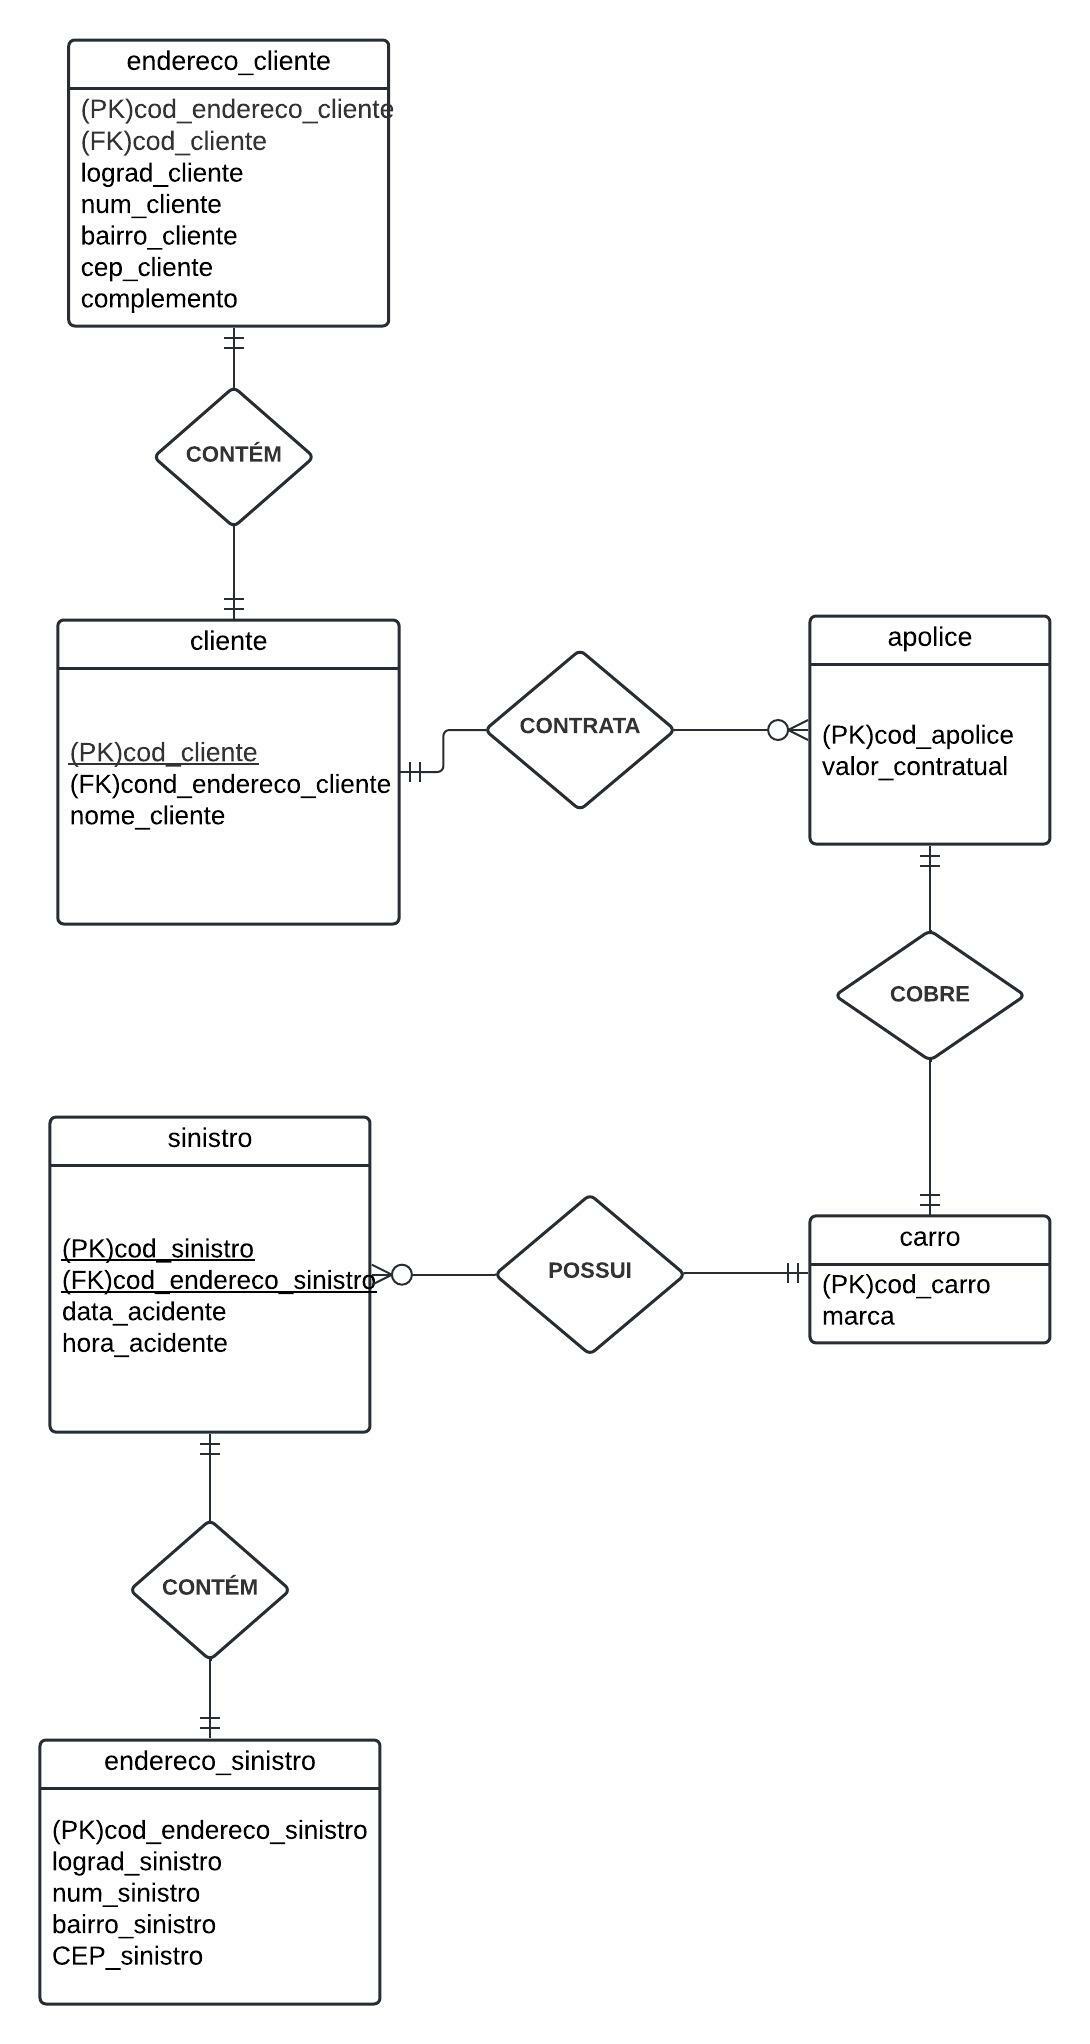 endereco_cliente
(PK)cod_endereco_cliente
(FK)cod_cliente
lograd_cliente
num_cliente
bairro_cliente
cep_cliente
complemento
CONTÉM
cliente
(PK)cod_cliente
(FK)cond_endereco_cliente
nome_cliente
CONTRATA
apolice
(PK)cod_apolice
valor_contratual
COBRE
sinistro
(PK)cod_sinistro
(FK)cod_endereco_sinistro
data_acidente
hora_acidente
POSSUI
carro
(PK)cod_carro
marca
CONTÉM
endereco_sinistro
(PK)cod_endereco_sinistro
lograd_sinistro
num_sinistro
bairro_sinistro
CEP_sinistro